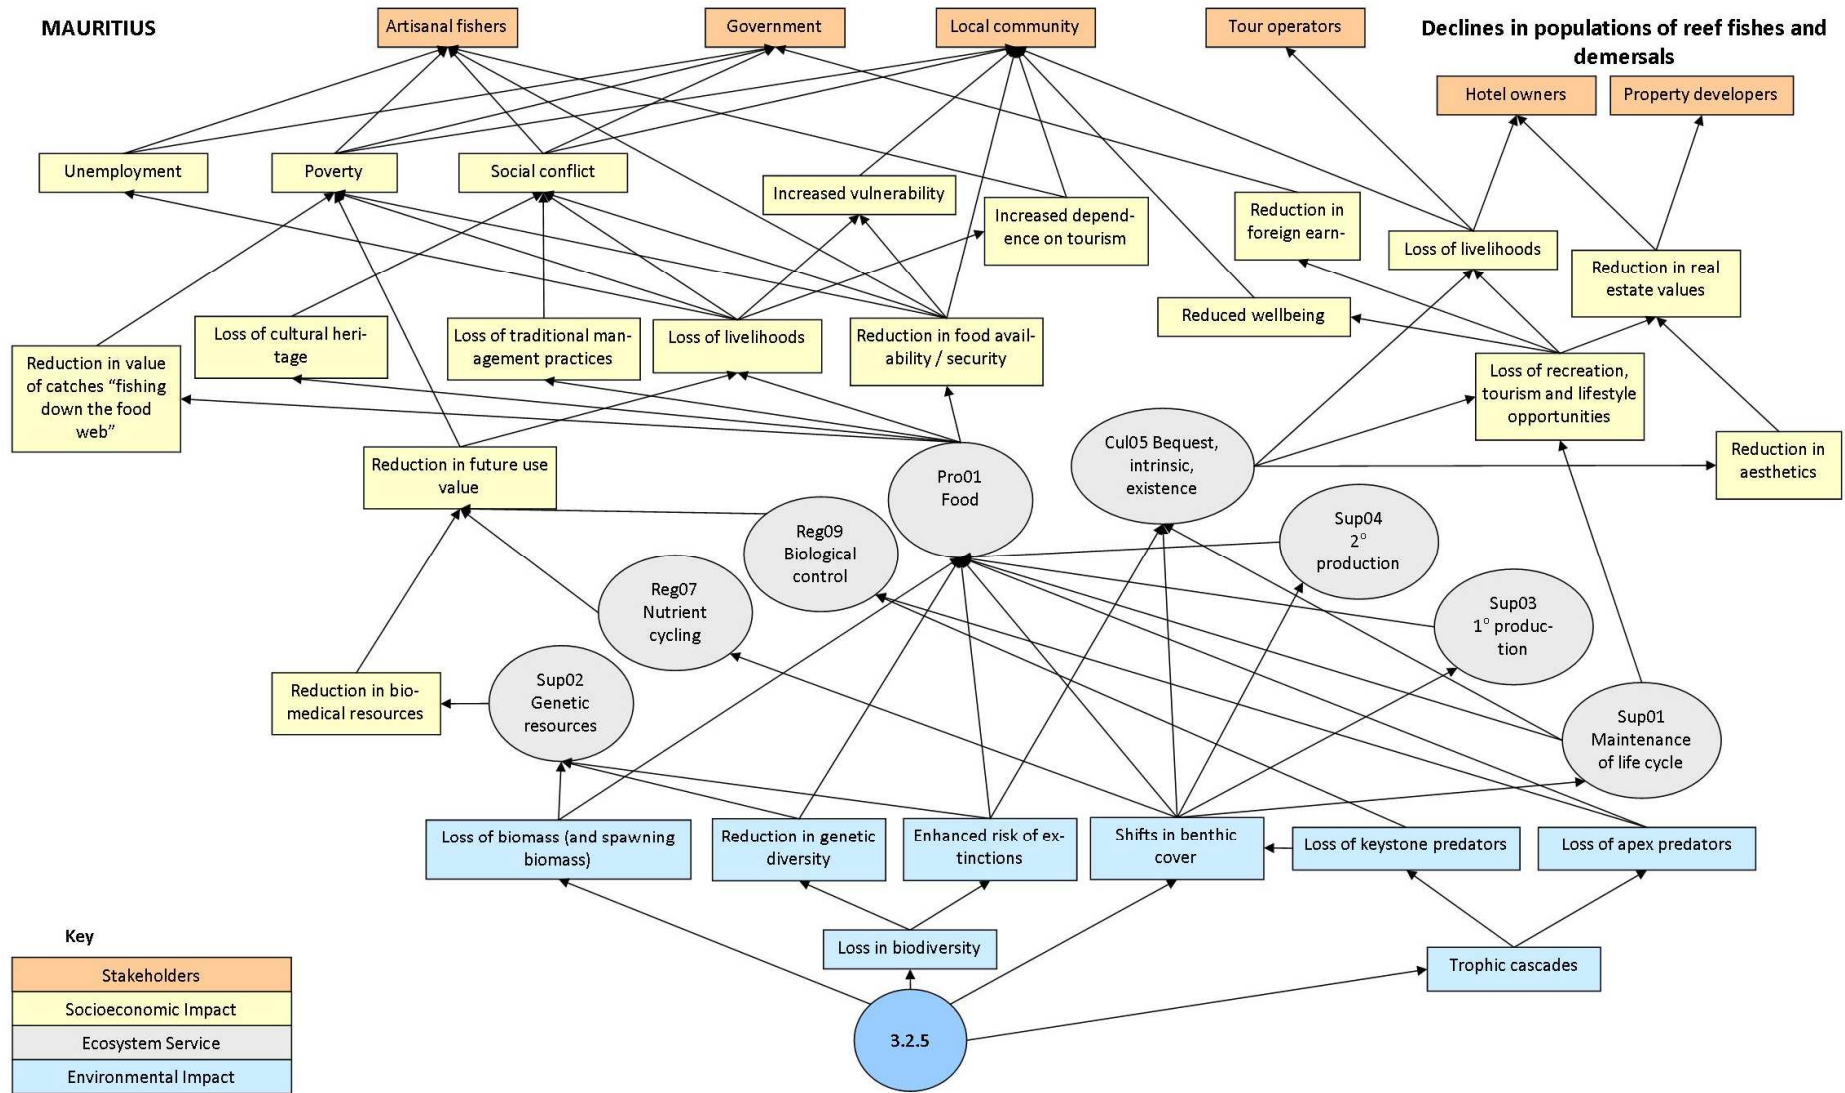 MAURITIUS
Artisanal fishers
Government
Local community
Tour operators
Declines in populations of reef fishes and
demersals
Hotel owners
Property developers
Unemployment
Poverty
Social conflict
Increased vulnerability
Increased depend-
ence on tourism
Reduction in
foreign earn-
Loss of livelihoods
Reduction in real
estate values
Reduced wellbeing
Reduction in value
of catches “fishing
down the food
web”
Loss of cultural heri-
tage
Loss of traditional man-
agement practices
Loss of livelihoods
Reduction in food avail-
ability / security
Loss of recreation,
tourism and lifestyle
opportunities
Reduction in
aesthetics
Reduction in future use
value
Pro01
Food
Cul05 Bequest,
intrinsic,
existence
Reg09
Biological
control
Sup04
2°
production
Reg07
Nutrient
cycling
Sup03
1° produc-
tion
Reduction in bio-
medical resources
Sup02
Genetic
resources
Sup01
Maintenance
of life cycle
Loss of biomass (and spawning
biomass)
Reduction in genetic
diversity
Enhanced risk of ex-
tinctions
Shifts in benthic
cover
Loss of keystone predators
Loss of apex predators
Loss in biodiversity
Trophic cascades
3.2.5
Key
Stakeholders
Socioeconomic Impact
Ecosystem Service
Environmental Impact